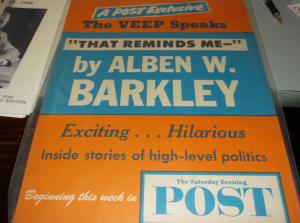 A POST Exclusive
The VEEP Speaks
"THAT REMINDS ME—"
by ALBEN W.
BARKLEY
Exciting . . . Hilarious
Inside stories of high-level politics
Beginning this week in
The Saturday Evening
POST